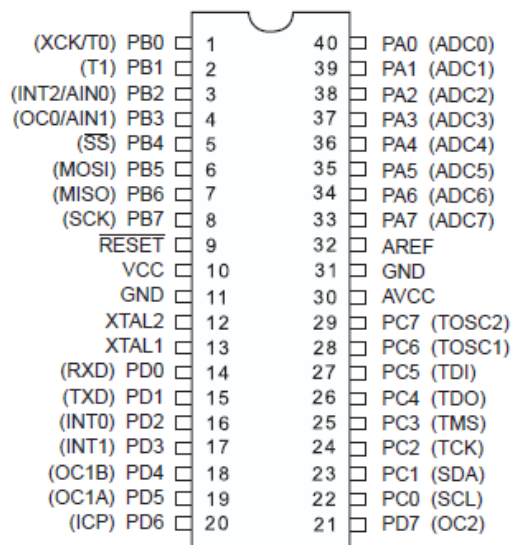 (XCK/T0) PB0 1 40 PA0 (ADC0)
(T1) PB1 2 39 PA1 (ADC1)
(INT2/AIN0) PB2 3 38 PA2 (ADC2)
(OC0/AIN1) PB3 4 37 PA3 (ADC3)
(SS) PB4 5 36 PA4 (ADC4)
(MOSI) PB5 6 35 PA5 (ADC5)
(MISO) PB6 7 34 PA6 (ADC6)
(SCK) PB7 8 33 PA7 (ADC7)
RESET 9 32 AREF
VCC 10 31 GND
GND 11 30 AVCC
XTAL2 12 29 PC7 (TOSC2)
XTAL1 13 28 PC6 (TOSC1)
(RXD) PD0 14 27 PC5 (TDI)
(TXD) PD1 15 26 PC4 (TDO)
(INT0) PD2 16 25 PC3 (TMS)
(INT1) PD3 17 24 PC2 (TCK)
(OC1B) PD4 18 23 PC1 (SDA)
(OC1A) PD5 19 22 PC0 (SCL)
(ICP) PD6 20 21 PD7 (OC2)